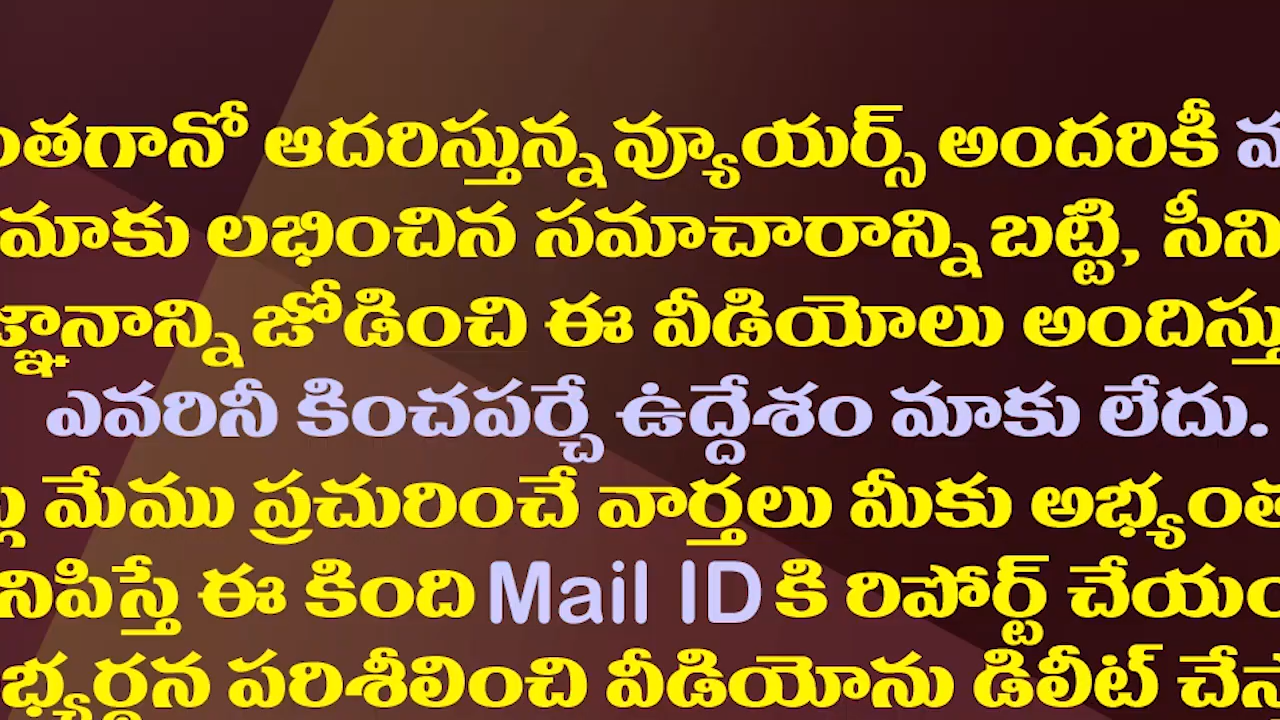 ంతగానో ఆదరిస్తున్న వ్యూయర్స్ అందరికీ
మాకు లభించిన సమాచారాన్ని బట్టి, సీని
జ్ఞానాన్ని జోడించి ఈ వీడియోలు అందిస్తు
ఎవరినీ కించపర్చే ఉద్దేశం మాకు లేదు.
మేము ప్రచురించే వార్తలు మీకు అభ్యంత
నిపిస్తే ఈ కింది Mail ID కి రిపోర్ట్ చేయం
భ్యర్థన పరిశీలించి వీడియోను డిలీట్ చేస